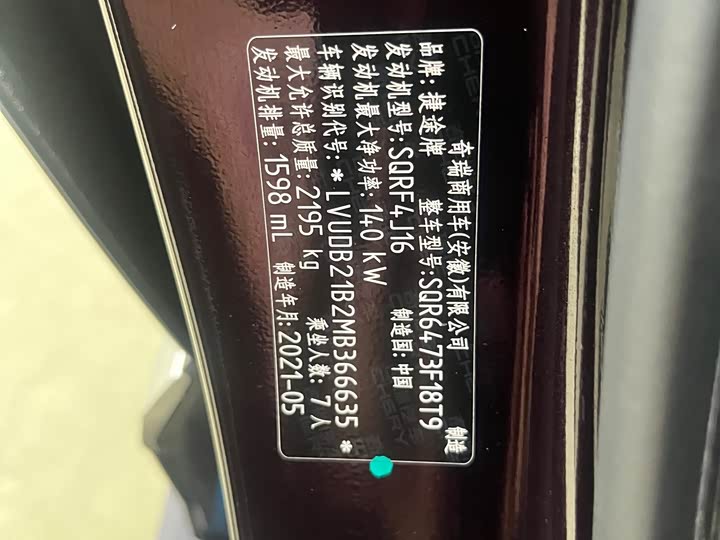 奇瑞商用车(安徽)有限公司 制造
品牌: 捷途牌 整车型号: SQR6473F18T9
发动机型号: SQRF4J16 制造国: 中国
发动机最大净功率: 140 kW
车辆识别代号: * LVUDB21B2MB366635 *
最大允许总质量: 2195 kg 乘坐人数: 7 人
发动机排量: 1598 mL 制造年月: 2021-05
CHERY